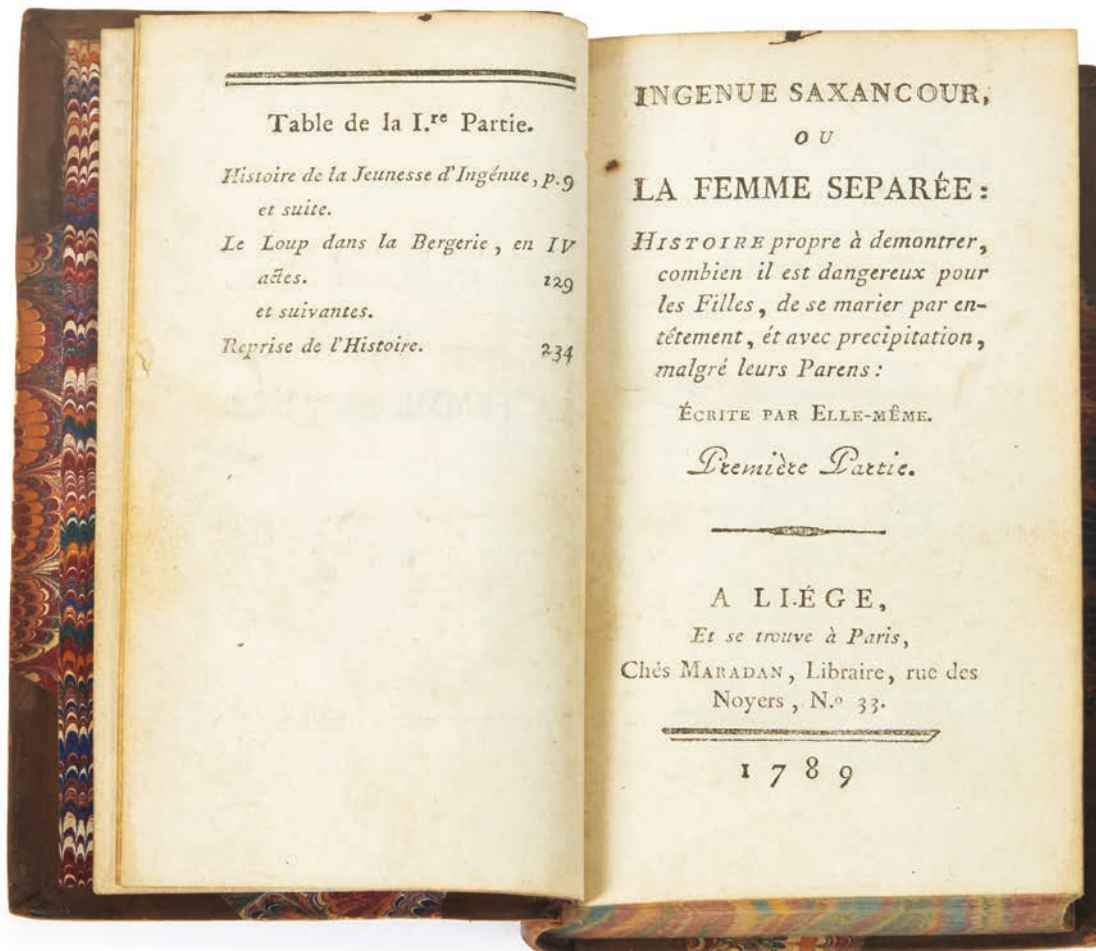 Table de la I.re Partie.
Histoire de la Jeunesse d'Ingénue, p. 9
et suite.
Le Loup dans la Bergerie, en IV
actes. 129
et suivantes.
Reprise de l'Histoire. 234
INGENUE SAXANCOUR,
OU
LA FEMME SEPARÉE:
HISTOIRE propre à demontrer,
combien il est dangereux pour
les Filles, de se marier par en-
têtement, ét avec precipitation,
malgré leurs Parens:
ÉCRITE PAR ELLE-MÊME.
Première Partie.
A LIÉGE,
Et se trouve à Paris,
Chés MARADAN, Libraire, rue des
Noyers, N.o 33.
1789